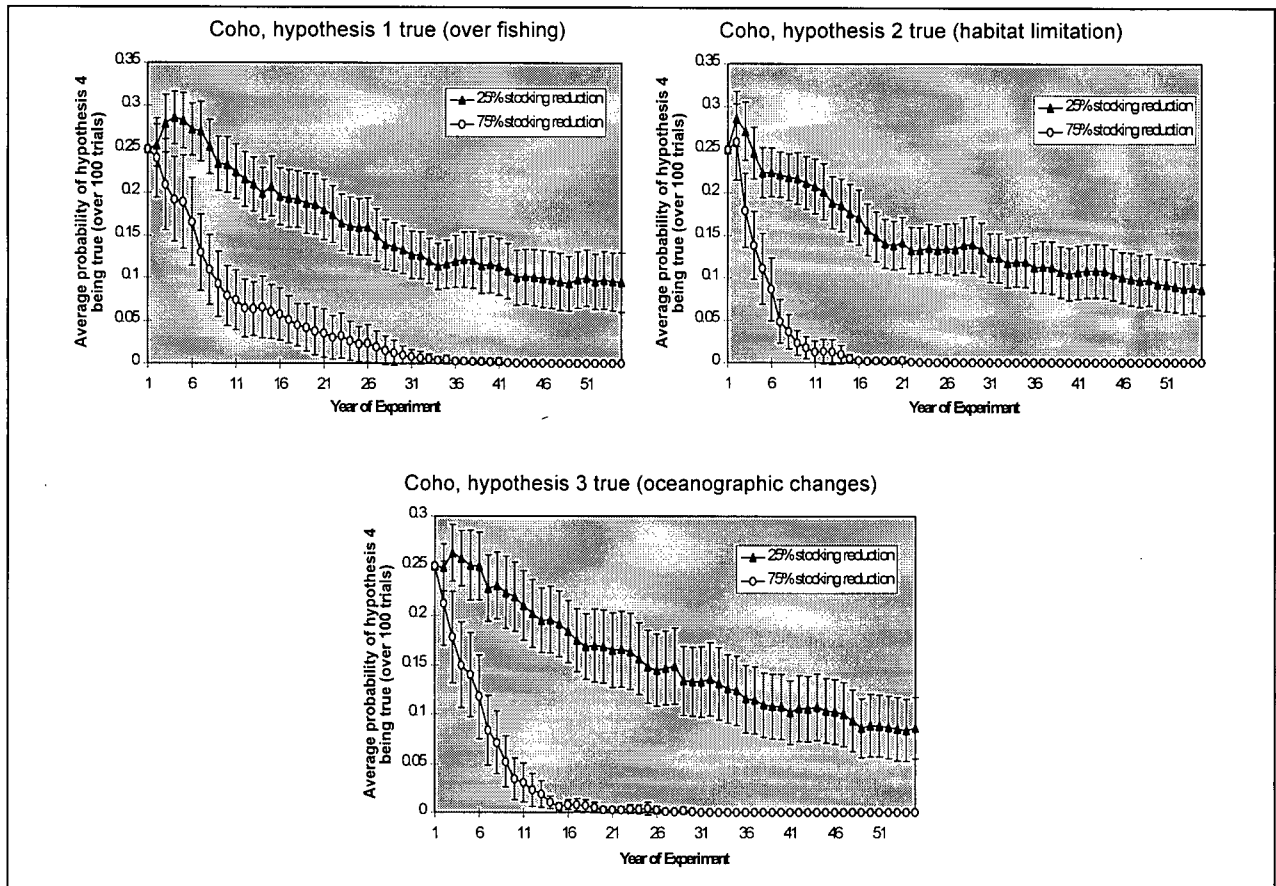 Coho, hypothesis 1 true (over fishing)
Average probability of hypothesis 4
being true (over 100 trials)
0.35
0.3
0.25
0.2
0.15
0.1
0.05
0
25% stocking reduction
75% stocking reduction
1 6 11 16 21 26 31 36 41 46 51
Year of Experiment
Coho, hypothesis 2 true (habitat limitation)
Average probability of hypothesis 4
being true (over 100 trials)
0.35
0.3
0.25
0.2
0.15
0.1
0.05
0
25% stocking reduction
75% stocking reduction
1 6 11 16 21 26 31 36 41 46 51
Year of Experiment
Coho, hypothesis 3 true (oceanographic changes)
Average probability of hypothesis 4
being true (over 100 trials)
0.3
0.25
0.2
0.15
0.1
0.05
0
25% stocking reduction
75% stocking reduction
1 6 11 16 21 26 31 36 41 46 51
Year of Experiment